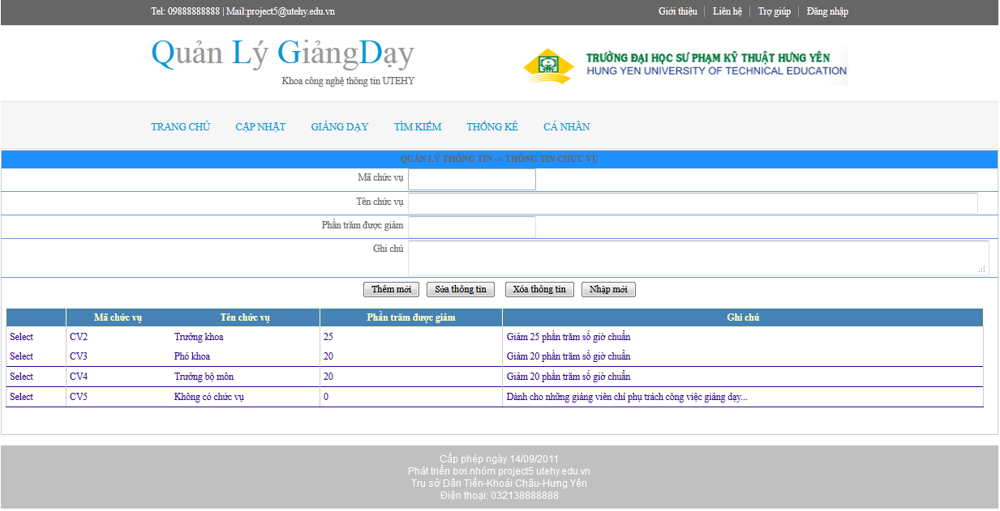 Tel: 09888888888 | Mail:project5@utehy.edu.vn
Giới thiệu | Liên hệ | Trợ giúp | Đăng nhập
Quản Lý GiảngDạy
Khoa công nghệ thông tin UTEHY
TRƯỜNG ĐẠI HỌC SƯ PHẠM KỸ THUẬT HƯNG YÊN
HUNG YEN UNIVERSITY OF TECHNICAL EDUCATION
TRANG CHỦ CẬP NHẬT GIẢNG DẠY TÌM KIẾM THỐNG KÊ CÁ NHÂN
QUẢN LÝ THÔNG TIN -> THÔNG TIN CHỨC VỤ
Mã chức vụ
Tên chức vụ
Phần trăm được giảm
Ghi chú
Thêm mới Sửa thông tin Xóa thông tin Nhập mới
Mã chức vụ Tên chức vụ Phần trăm được giảm Ghi chú
Select CV2 Trưởng khoa 25 Giảm 25 phần trăm số giờ chuẩn
Select CV3 Phó khoa 20 Giảm 20 phần trăm số giờ chuẩn
Select CV4 Trưởng bộ môn 20 Giảm 20 phần trăm số giờ chuẩn
Select CV5 Không có chức vụ 0 Dành cho những giảng viên chỉ phụ trách công việc giảng dạy...
Cấp phép ngày 14/09/2011
Phát triển bơi nhóm project5 utehy.edu.vn
Trụ sở Dân Tiến-Khoái Châu-Hưng Yên
Điện thoại: 032138888888